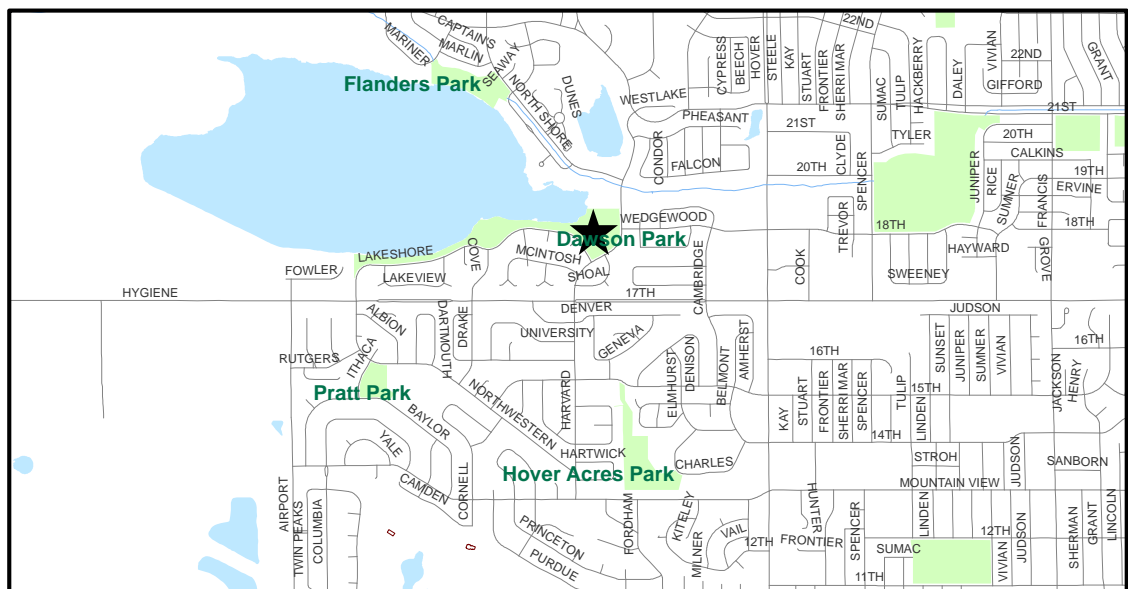 CAPTAIN'S
MARINER
MARLIN
SEAWAY
Flanders Park
NORTH SHORE
DUNES
WESTLAKE
CYPRESS
BEECH
HOVER
STEELE
KAY
STUART
FRONTIER
SHERRI MAR
22ND
SUMAC
TULIP
HACKBERRY
DALEY
VIVIAN
22ND
GIFFORD
GRANT
21ST
PHEASANT
21ST
TYLER
20TH
CONDOR
FALCON
20TH
CLYDE
SPENCER
JUNIPER
RICE
CALKINS
19TH
SUMNER
FRANCIS
ERVINE
WEDGEWOOD
Dawson Park
TREVOR
18TH
18TH
HAYWARD
GROVE
LAKESHORE
COVE
MCINTOSH
SHOAL
CAMBRIDGE
COOK
SWEENEY
FOWLER
LAKEVIEW
HYGIENE
17TH
DENVER
JUDSON
ALBION
DARTMOUTH
DRAKE
UNIVERSITY
GENEVA
ELMHURST
DENISON
BELMONT
AMHERST
16TH
SUNSET
JUNIPER
SUMNER
VIVIAN
16TH
RUTGERS
ITHACA
Pratt Park
NORTHWESTERN
HARVARD
KAY
STUART
FRONTIER
SHERRI MAR
SPENCER
TULIP
LINDEN
15TH
JACKSON
HENRY
BAYLOR
YALE
14TH
HARTWICK
CHARLES
STROH
JUDSON
SANBORN
Hover Acres Park
CAMDEN
CORNELL
MOUNTAIN VIEW
AIRPORT
TWIN PEAKS
COLUMBIA
PRINCETON
PURDUE
FORDHAM
KITELEY
MILNER
VAIL
12TH
FRONTIER
HUNTER
SPENCER
LINDEN
12TH
JUDSON
SHERMAN
GRANT
LINCOLN
SUMAC
11TH
VIVIAN